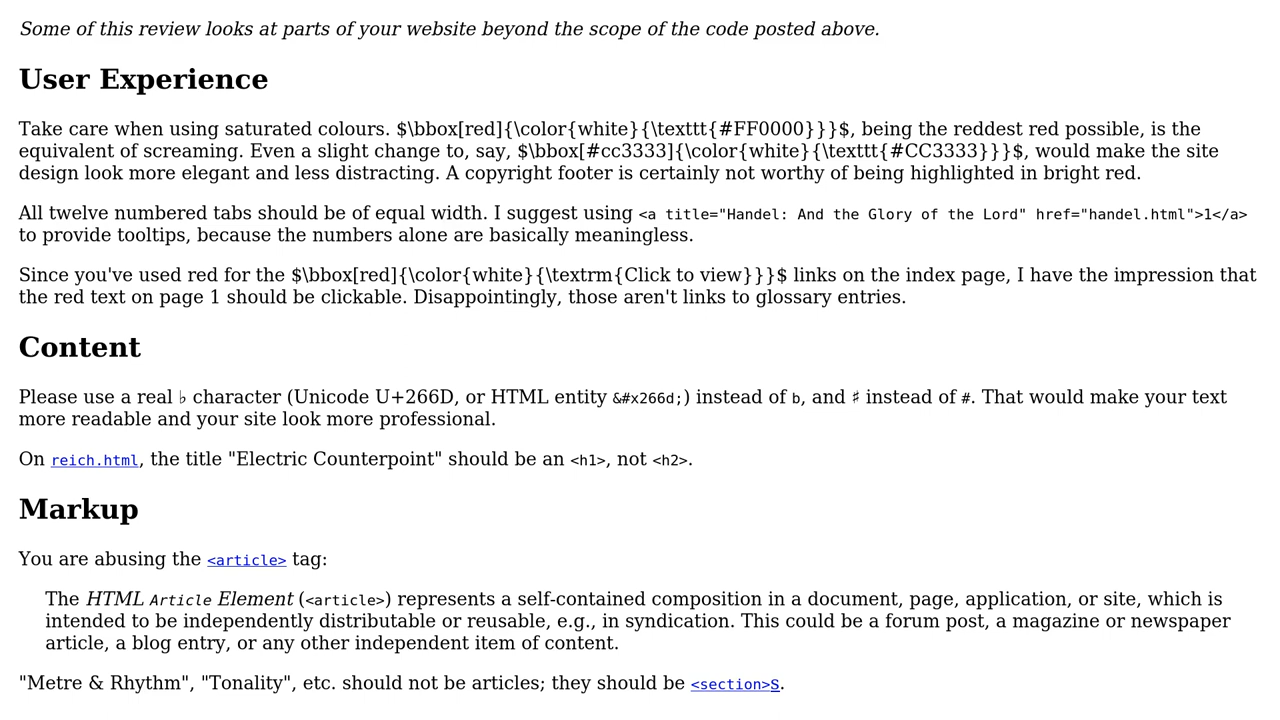 Some of this review looks at parts of your website beyond the scope of the code posted above.
User Experience
Take care when using saturated colours. $\bbox[red]{\color{white}{\texttt{#FF0000}}}$, being the reddest red possible, is the
equivalent of screaming. Even a slight change to, say, $\bbox[#cc3333]{\color{white}{\texttt{#CC3333}}}$, would make the site
design look more elegant and less distracting. A copyright footer is certainly not worthy of being highlighted in bright red.
All twelve numbered tabs should be of equal width. I suggest using <a title="Handel: And the Glory of the Lord" href="handel.html">1</a>
to provide tooltips, because the numbers alone are basically meaningless.
Since you've used red for the $\bbox[red]{\color{white}{\textrm{Click to view}}}$ links on the index page, I have the impression that
the red text on page 1 should be clickable. Disappointingly, those aren't links to glossary entries.
Content
Please use a real ♭ character (Unicode U+266D, or HTML entity &#x266d;) instead of b, and ♯ instead of #. That would make your text
more readable and your site look more professional.
On reich.html, the title "Electric Counterpoint" should be an <h1>, not <h2>.
Markup
You are abusing the <article> tag:
The HTML Article Element (<article>) represents a self-contained composition in a document, page, application, or site, which is
intended to be independently distributable or reusable, e.g., in syndication. This could be a forum post, a magazine or newspaper
article, a blog entry, or any other independent item of content.
"Metre & Rhythm", "Tonality", etc. should not be articles; they should be <section>s.